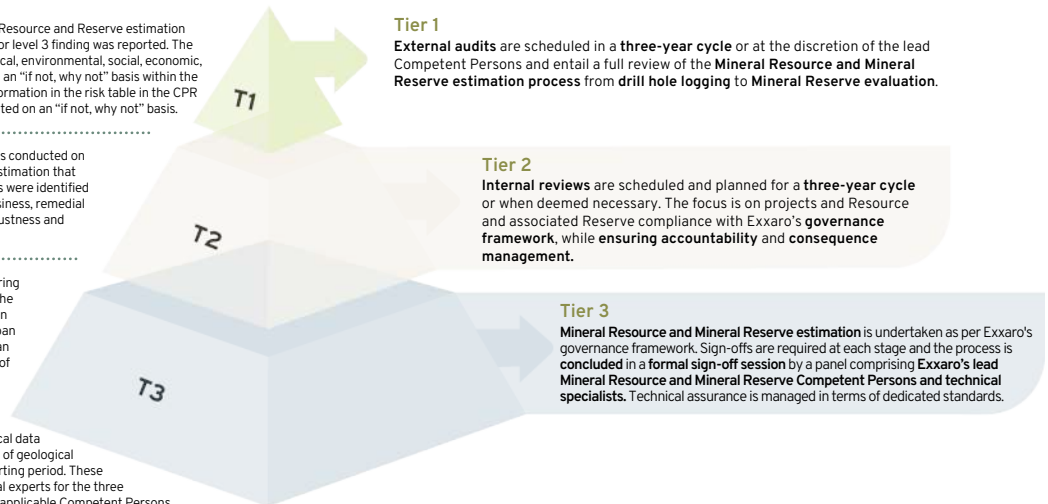 Resource and Reserve estimation
or level 3 finding was reported. The
cal, environmental, social, economic,
an "if not, why not" basis within the
ormation in the risk table in the CPR
ted on an "if not, why not" basis.
s conducted on
stimation that
s were identified
siness, remedial
ustness and
ring
he
n
pan
an
of
cal data
of geological
rting period. These
al experts for the three
applicable Competent Persons
T1
T2
T3
Tier 1
External audits are scheduled in a three-year cycle or at the discretion of the lead
Competent Persons and entail a full review of the Mineral Resource and Mineral
Reserve estimation process from drill hole logging to Mineral Reserve evaluation.
Tier 2
Internal reviews are scheduled and planned for a three-year cycle
or when deemed necessary. The focus is on projects and Resource
and associated Reserve compliance with Exxaro's governance
framework, while ensuring accountability and consequence
management.
Tier 3
Mineral Resource and Mineral Reserve estimation is undertaken as per Exxaro's
governance framework. Sign-offs are required at each stage and the process is
concluded in a formal sign-off session by a panel comprising Exxaro's lead
Mineral Resource and Mineral Reserve Competent Persons and technical
specialists. Technical assurance is managed in terms of dedicated standards.